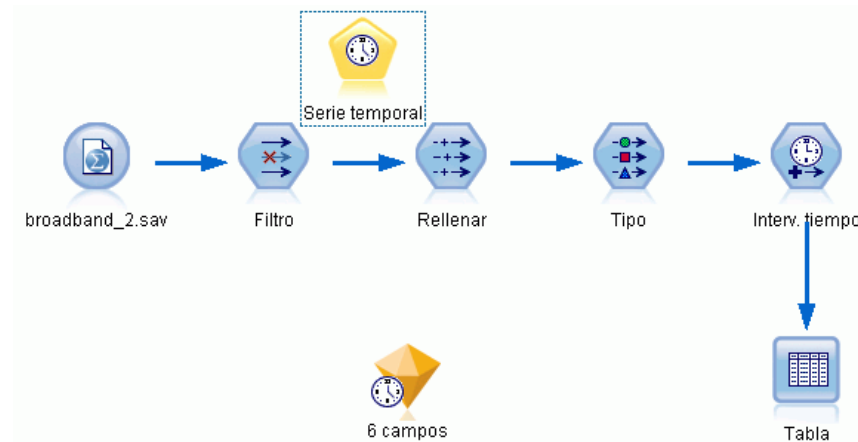 Serie temporal
broadband_2.sav
Filtro
Rellenar
Tipo
Interv. tiempo
6 campos
Tabla